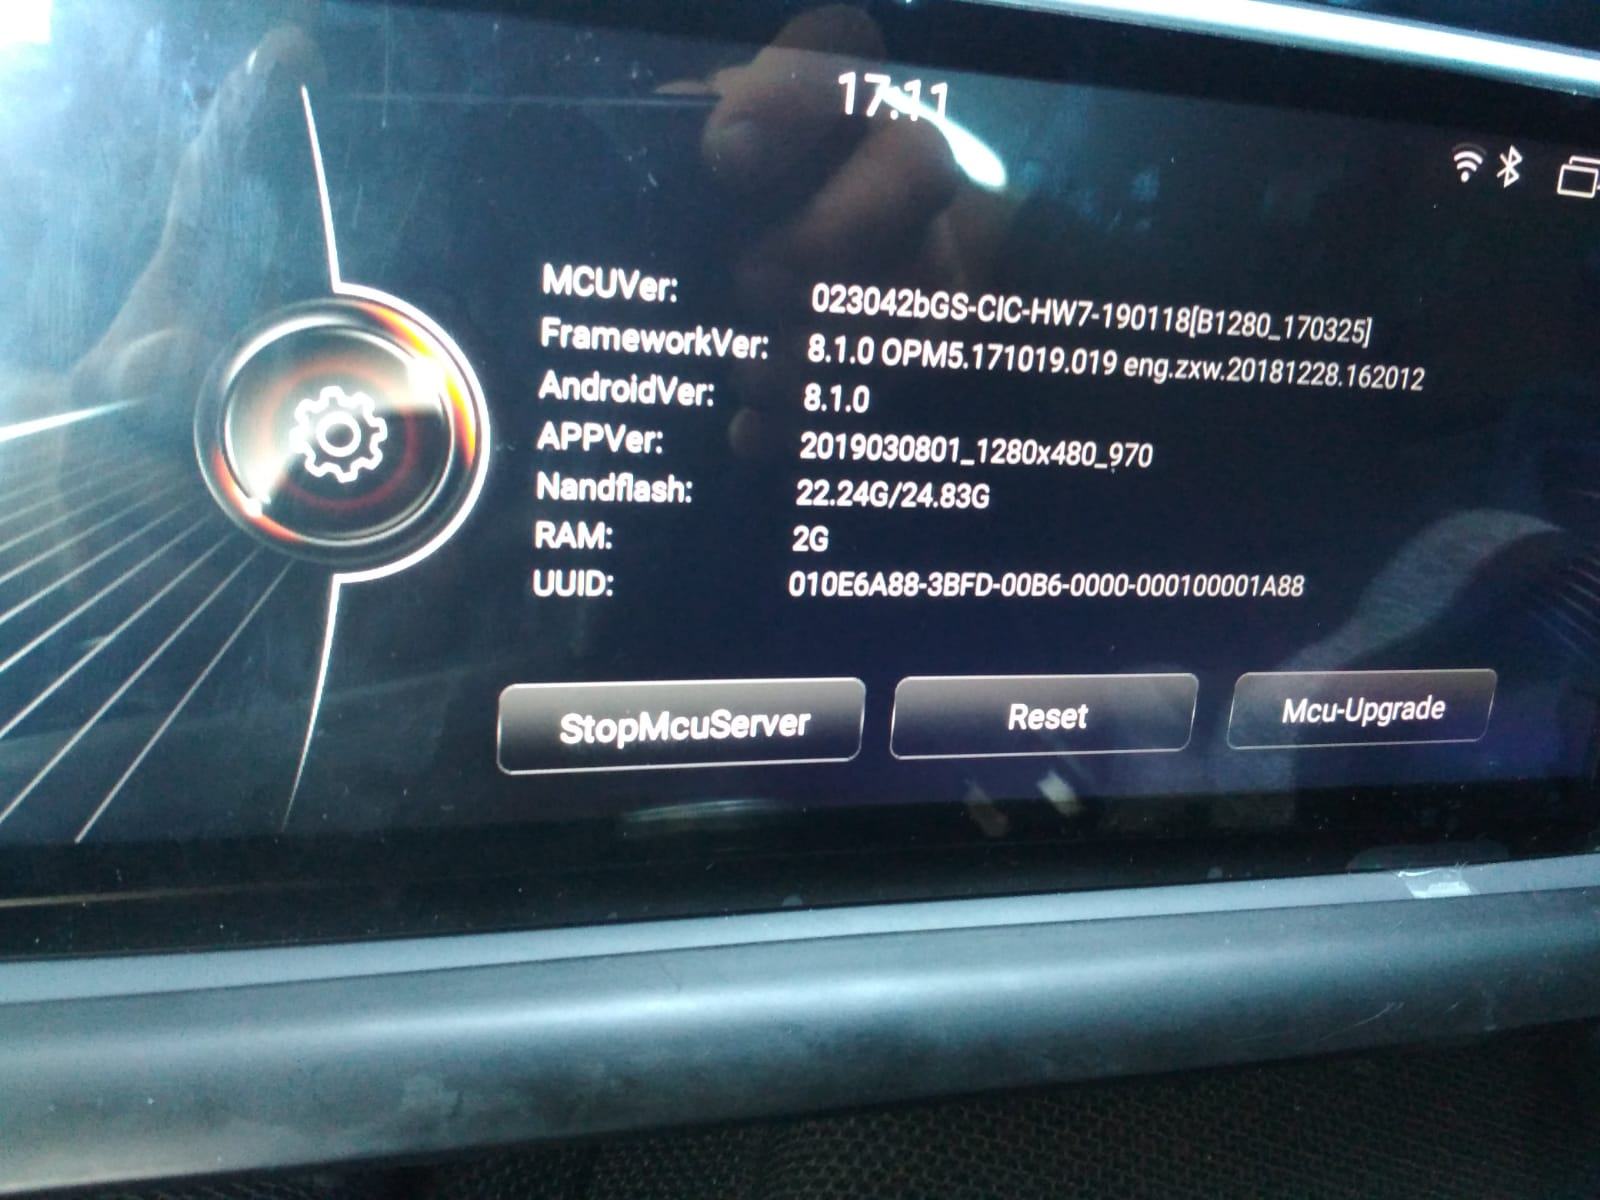 17:11
MCUVer: 023042bGS-CIC-HW7-190118[B1280_170325]
FrameworkVer: 8.1.0 OPM5.171019.019 eng.zxw.20181228.162012
AndroidVer: 8.1.0
APPVer: 2019030801_1280x480_970
Nandflash: 22.24G/24.83G
RAM: 2G
UUID: 010E6A88-3BFD-00B6-0000-000100001A88
StopMcuServer Reset Mcu-Upgrade